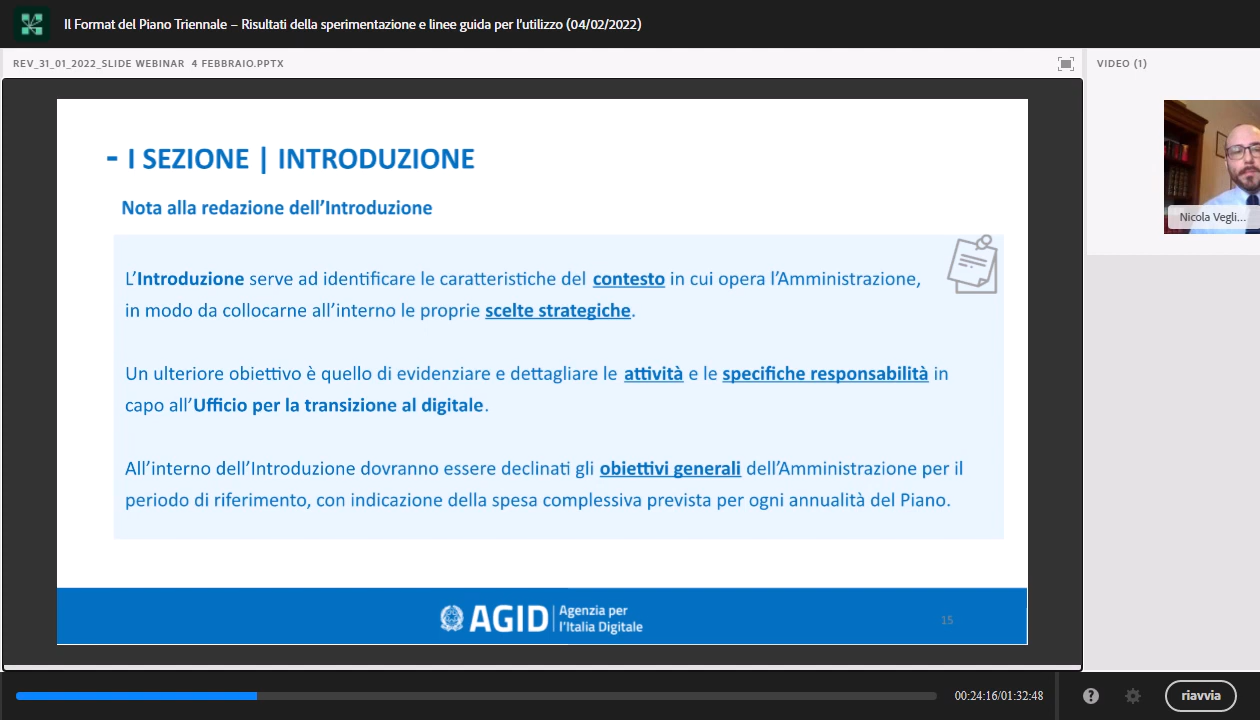 Il Format del Piano Triennale – Risultati della sperimentazione e linee guida per l'utilizzo (04/02/2022)
REV_31_01_2022_SLIDE WEBINAR 4 FEBBRAIO.PPTX
VIDEO (1)
- I SEZIONE | INTRODUZIONE
Nota alla redazione dell'Introduzione
L'Introduzione serve ad identificare le caratteristiche del contesto in cui opera l'Amministrazione,
in modo da collocarne all'interno le proprie scelte strategiche.
Un ulteriore obiettivo è quello di evidenziare e dettagliare le attività e le specifiche responsabilità in
capo all'Ufficio per la transizione al digitale.
All'interno dell'Introduzione dovranno essere declinati gli obiettivi generali dell'Amministrazione per il
periodo di riferimento, con indicazione della spesa complessiva prevista per ogni annualità del Piano.
Nicola Vegli...
AGID Agenzia per
l'Italia Digitale
15
00:24:16/01:32:48
?
riavvia